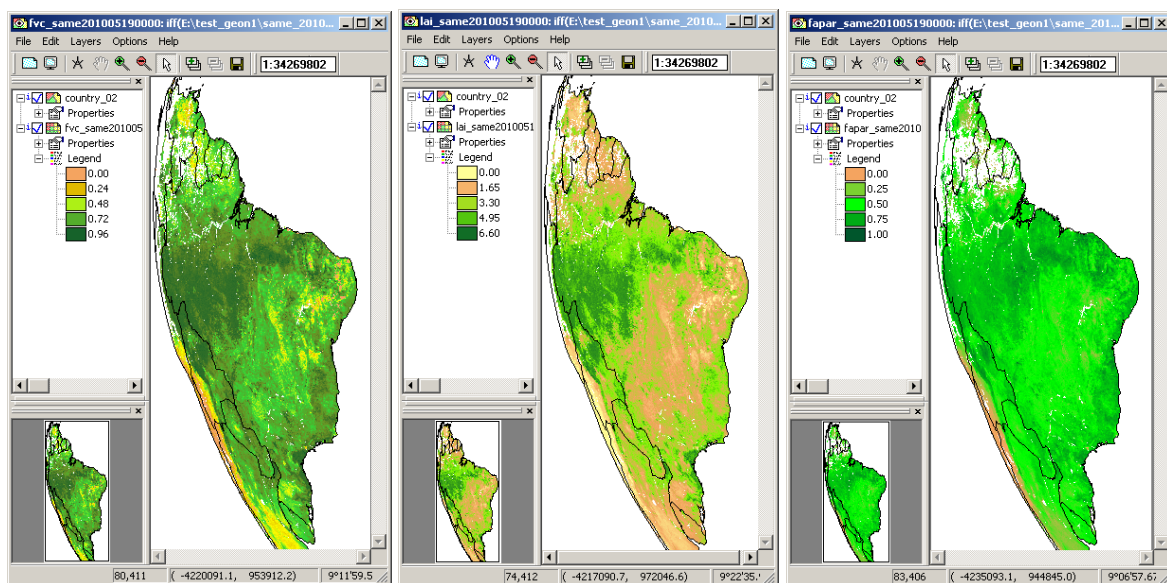 fvc_same201005190000: iff(E:\test_geon1\same_2010...
File Edit Layers Options Help
1:34269802
country_02
Properties
fvc_same201005
Properties
Legend
0.00
0.24
0.48
0.72
0.96
80,411 ( -4220091.1, 953912.2) 9°11'59.5
lai_same201005190000: iff(E:\test_geon1\same_2010...
File Edit Layers Options Help
1:34269802
country_02
Properties
lai_same2010051
Properties
Legend
0.00
1.65
3.30
4.95
6.60
74,412 ( -4217090.7, 972046.6) 9°22'35.
fapar_same201005190000: iff(E:\test_geon1\same_201...
File Edit Layers Options Help
1:34269802
country_02
Properties
fapar_same2010
Properties
Legend
0.00
0.25
0.50
0.75
1.00
83,406 ( -4235093.1, 944845.0) 9°06'57.6